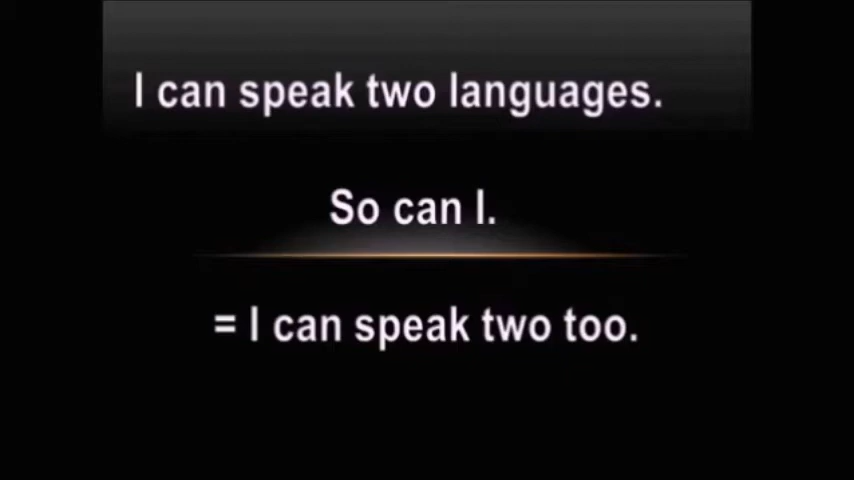 I can speak two languages.
So can I.
= I can speak two too.